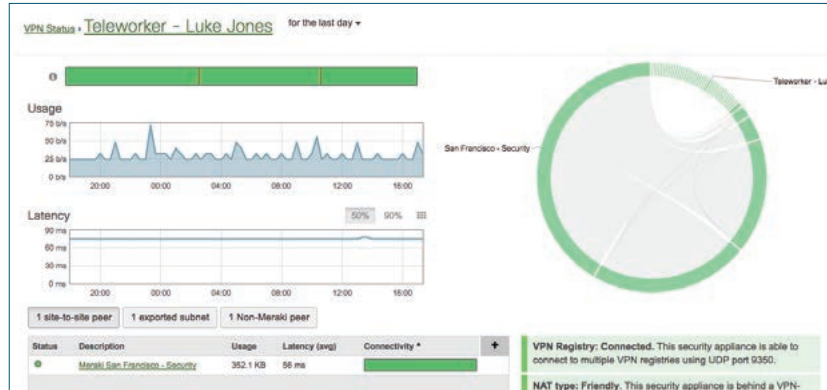 VPN Status › Teleworker - Luke Jones for the last day
Teleworker - Lu
Usage
75 b/s
50 b/s
25 b/s
0 b/s
20:00 00:00 04:00 08:00 12:00 16:00
San Francisco - Security
Latency 50% 90%
90 ms
60 ms
30 ms
0 ms
20:00 00:00 04:00 08:00 12:00 16:00
1 site-to-site peer 1 exported subnet 1 Non-Meraki peer
Status Description Usage Latency (avg) Connectivity +
Meraki San Francisco - Security 352.1 KB 56 ms
VPN Registry: Connected. This security appliance is able to
connect to multiple VPN registries using UDP port 9350.
NAT type: Friendly. This security appliance is behind a VPN-